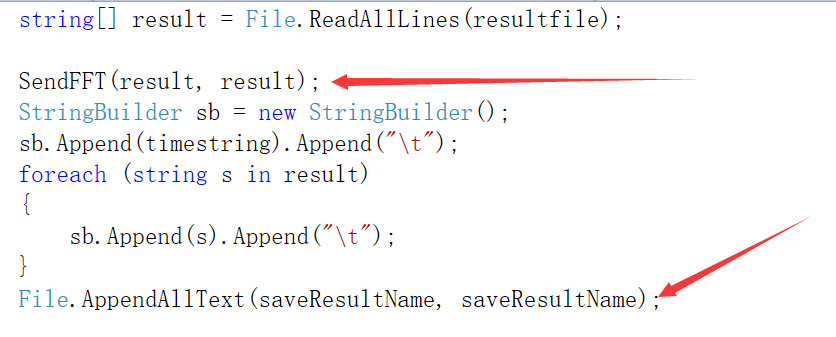 string[] result = File.ReadAllLines(resultfile);
SendFFT(result, result);
StringBuilder sb = new StringBuilder();
sb.Append(timestring).Append("\t");
foreach (string s in result)
{
    sb.Append(s).Append("\t");
}
File.AppendAllText(saveResultName, saveResultName);